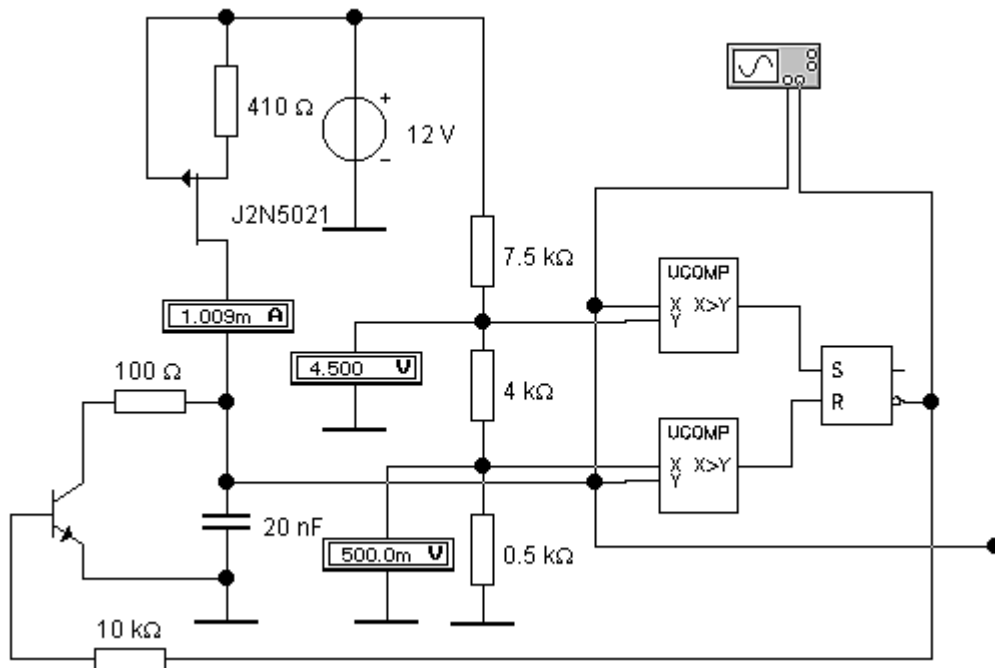 410 Ω
12 V
J2N5021
7.5 kΩ
UCOMP
X X>Y
Y
1.009m A
4.500 V
100 Ω
4 kΩ
S
R
UCOMP
X X>Y
Y
20 nF
500.0m V
0.5 kΩ
10 kΩ